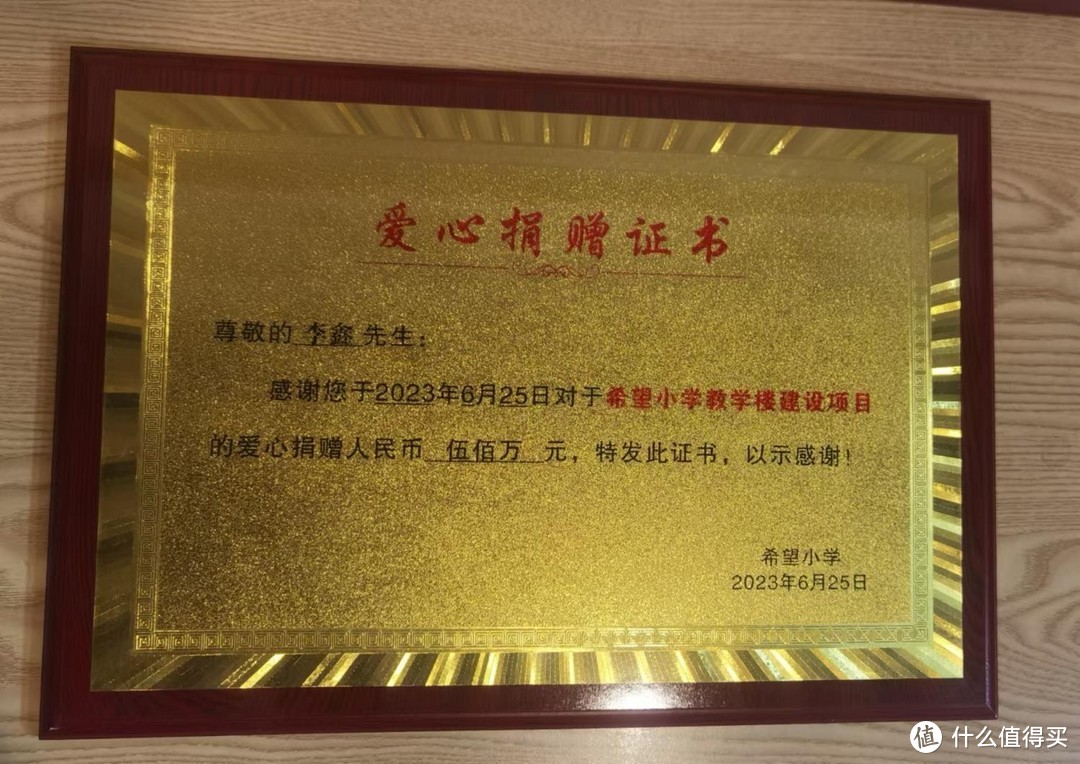 爱心捐赠证书
尊敬的 李鑫 先生：
感谢您于2023年6月25日对于希望小学教学楼建设项目
的爱心捐赠人民币 伍佰万 元，特发此证书，以示感谢！
希望小学
2023年6月25日
值 什么值得买